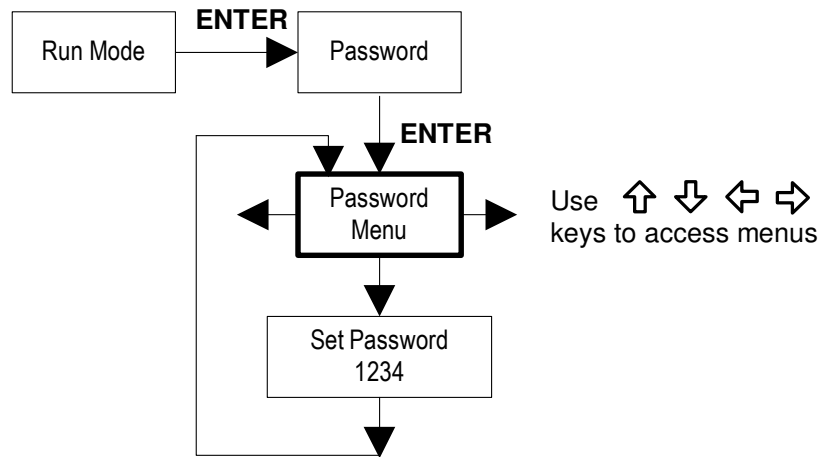 ENTER
Run Mode
Password
ENTER
Password
Menu
Use ⇧ ⇩ ⇦ ⇨
keys to access menus
Set Password
1234